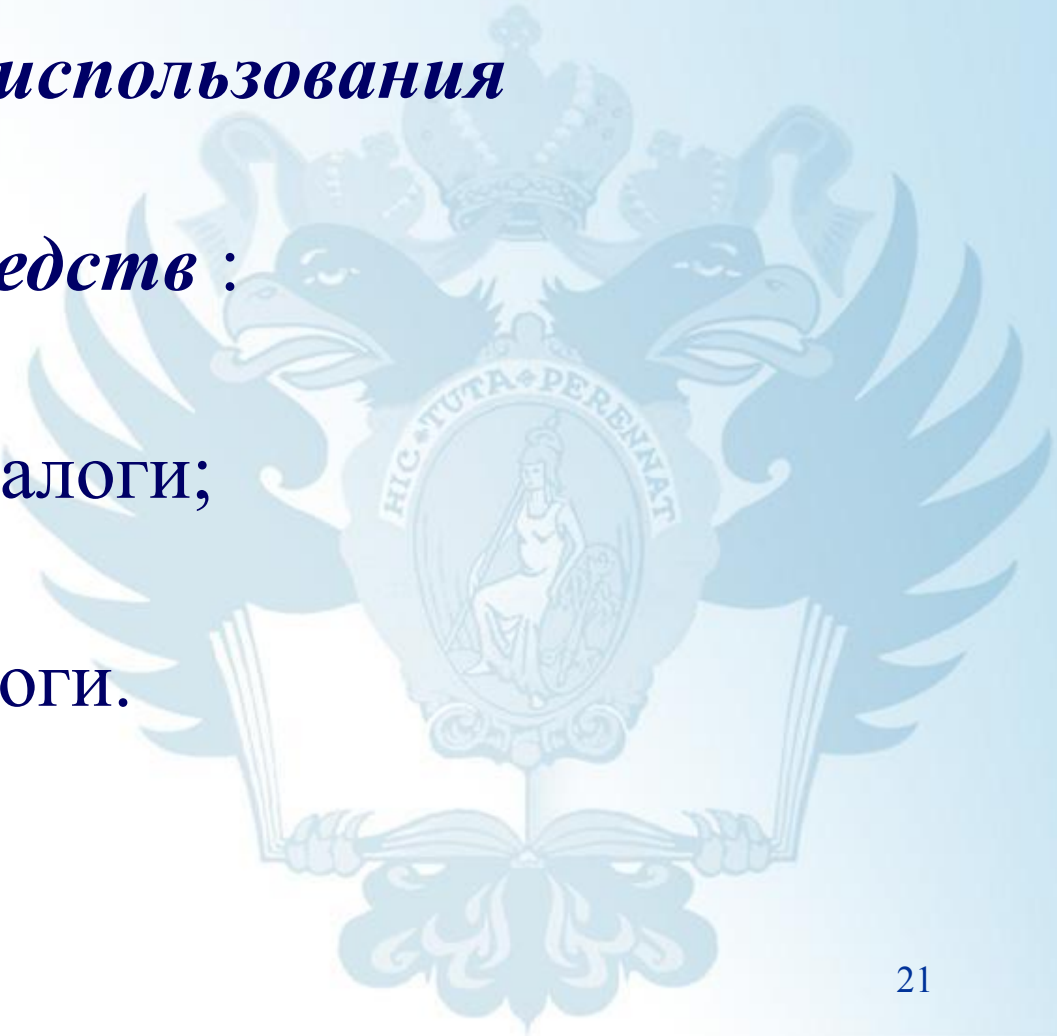 использования
едств :
алоги;
оги.
HIC TUTA PERENNAT
21